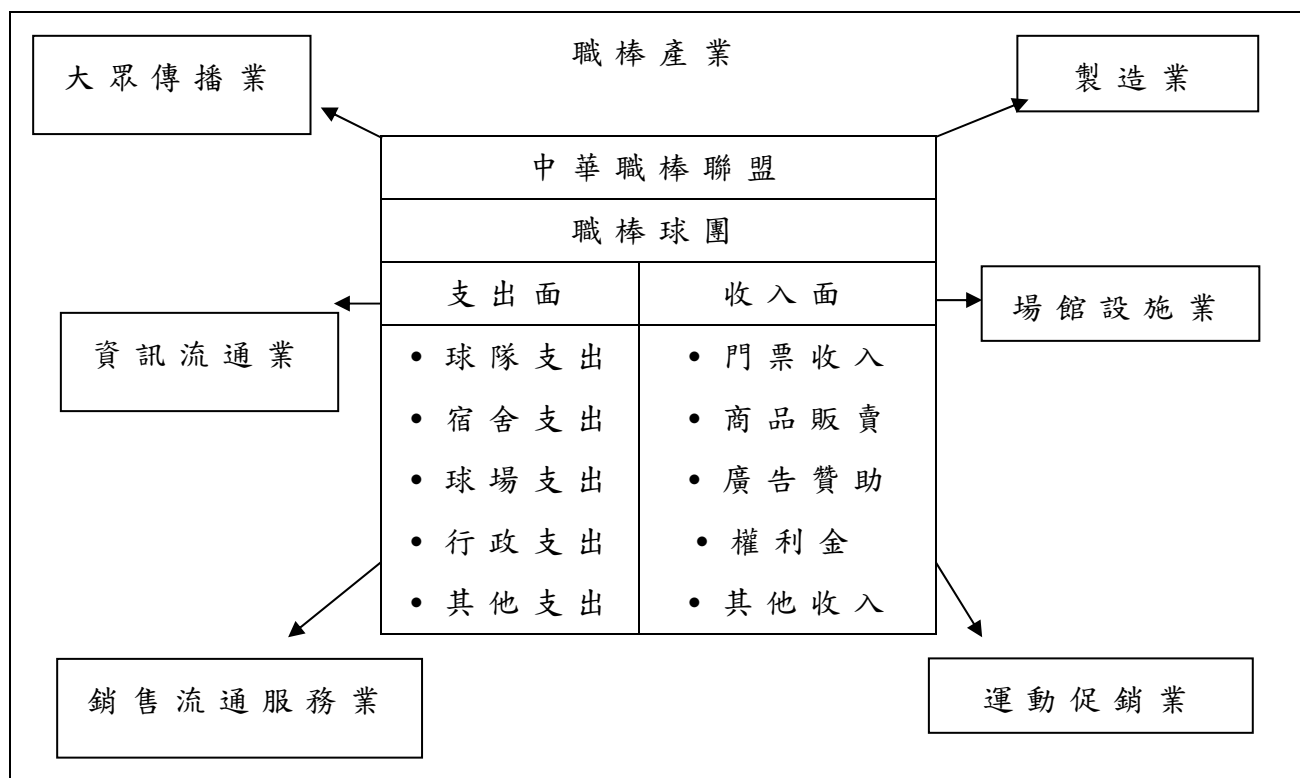 職棒產業
大眾傳播業
製造業
中華職棒聯盟
職棒球團
支出面
收入面
場館設施業
資訊流通業
• 球隊支出
• 宿舍支出
• 球場支出
• 行政支出
• 其他支出
• 門票收入
• 商品販賣
• 廣告贊助
• 權利金
• 其他收入
銷售流通服務業
運動促銷業